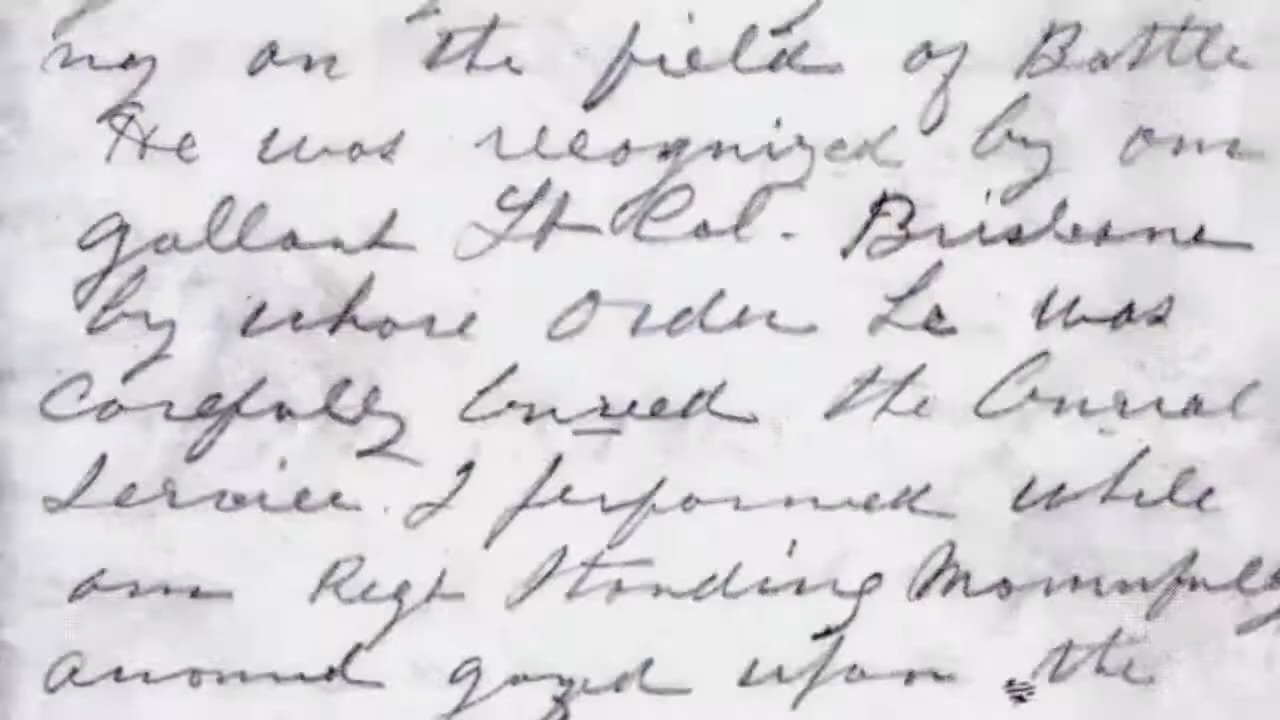 ny on the field of Battle
He was recognized by our
gallant Lt Col. Brisbane
by whose order he was
Carefully buried the burial
Service I performed while
our Regt Standing Mournfully
around gazed upon the